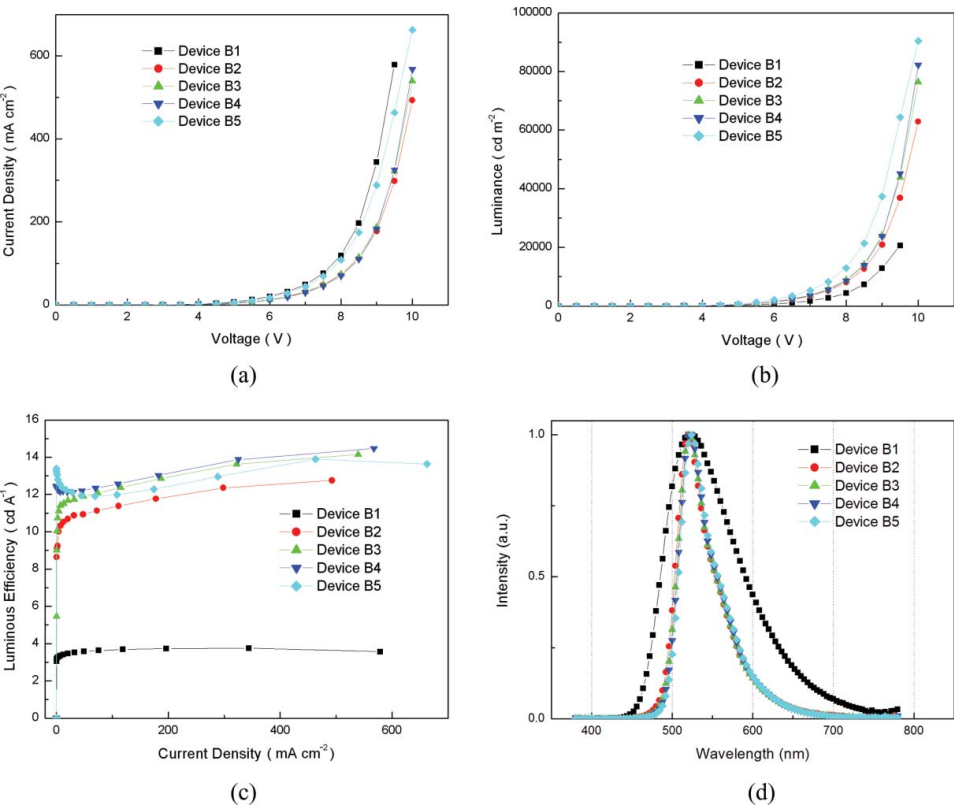 600
400
200
0
Current Density ( mA cm-2 )
Device B1
Device B2
Device B3
Device B4
Device B5
0 2 4 6 8 10
Voltage ( V )
(a)
100000
80000
60000
40000
20000
0
Luminance ( cd m-2 )
Device B1
Device B2
Device B3
Device B4
Device B5
0 2 4 6 8 10
Voltage ( V )
(b)
16
14
12
10
8
6
4
2
0
Luminous Efficiency ( cd A-1 )
Device B1
Device B2
Device B3
Device B4
Device B5
0 200 400 600
Current Density ( mA cm-2 )
(c)
1.0
0.5
0.0
Intensity (a.u.)
Device B1
Device B2
Device B3
Device B4
Device B5
400 500 600 700 800
Wavelength (nm)
(d)